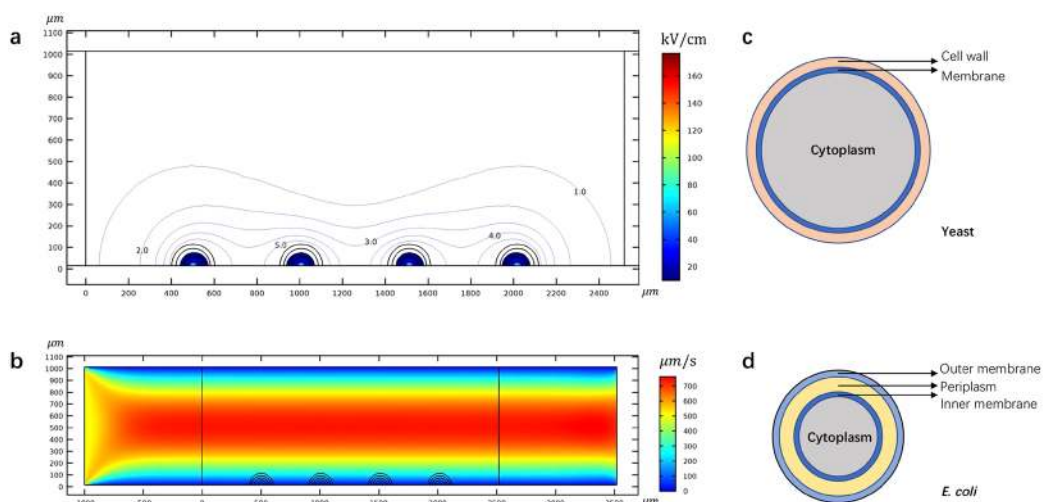 a
μm
1100
1000
900
800
700
600
500
400
300
200
100
0
1.0
2.0
5.0
3.0
4.0
0 200 400 600 800 1000 1200 1400 1600 1800 2000 2200 2400 μm
kV/cm
160
140
120
100
80
60
40
20
c
Cell wall
Membrane
Cytoplasm
Yeast
b
μm
1100
1000
900
800
700
600
500
400
300
200
100
0
μm/s
700
600
500
400
300
200
100
0
d
Outer membrane
Periplasm
Inner membrane
Cytoplasm
E. coli